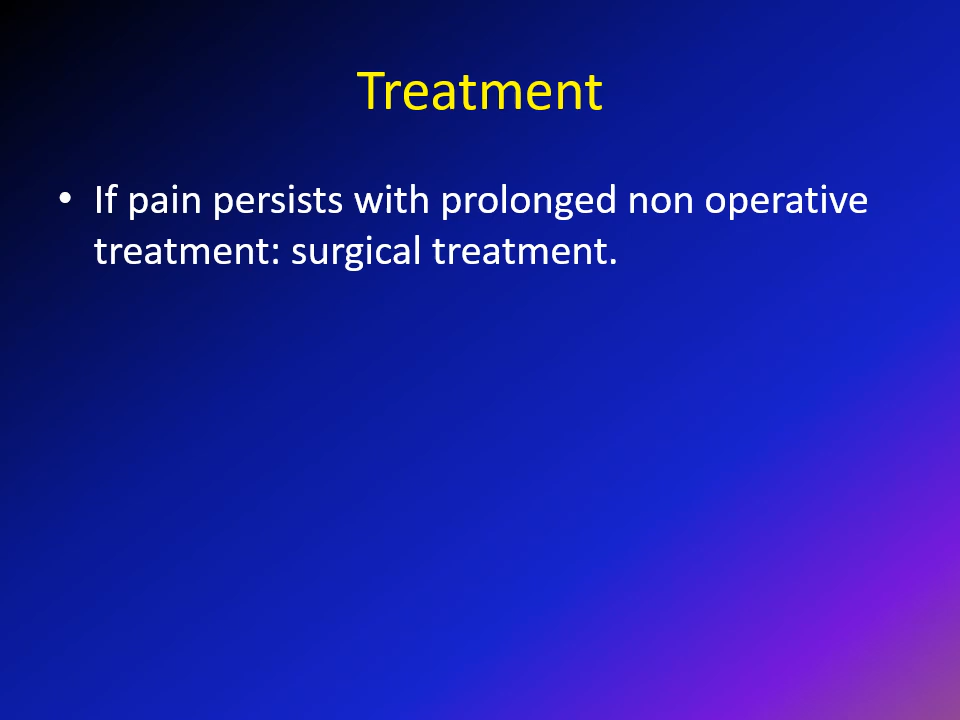 Treatment
• If pain persists with prolonged non operative
treatment: surgical treatment.